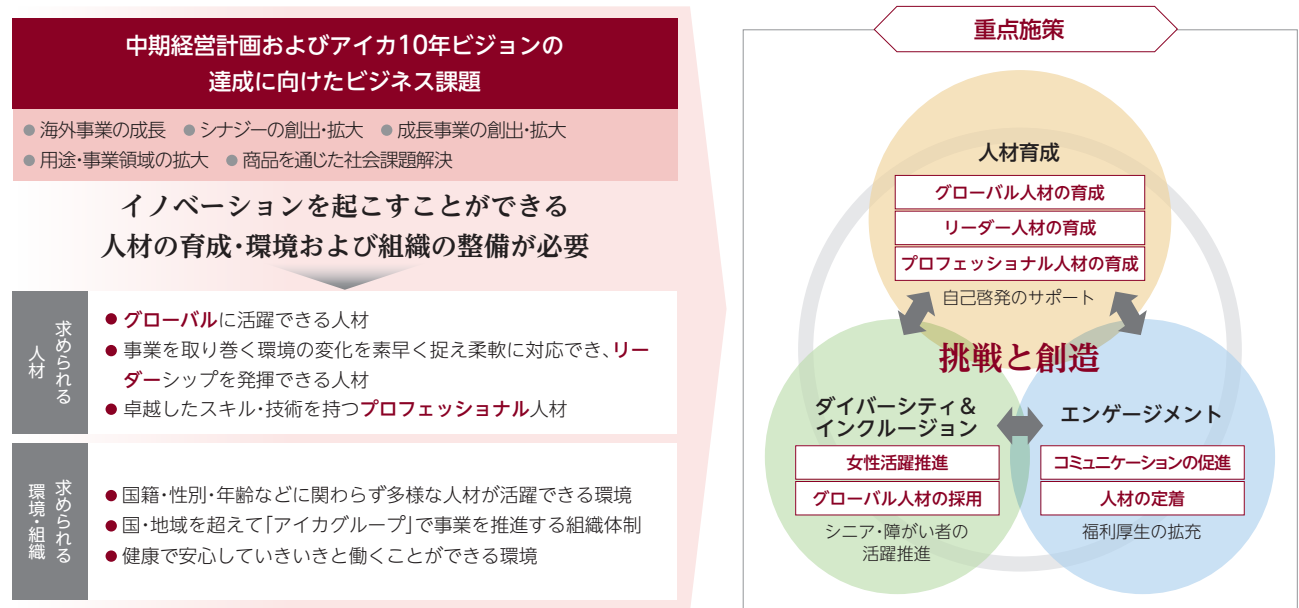 中期経営計画およびアイカ10年ビジョンの
達成に向けたビジネス課題
● 海外事業の成長 ● シナジーの創出・拡大 ● 成長事業の創出・拡大
● 用途・事業領域の拡大 ● 商品を通じた社会課題解決
イノベーションを起こすことができる
人材の育成・環境および組織の整備が必要
求められる
人材
● グローバルに活躍できる人材
● 事業を取り巻く環境の変化を素早く捉え柔軟に対応でき、リー
ダーシップを発揮できる人材
● 卓越したスキル・技術を持つプロフェッショナル人材
求められる
環境・組織
● 国籍・性別・年齢などに関わらず多様な人材が活躍できる環境
● 国・地域を超えて「アイカグループ」で事業を推進する組織体制
● 健康で安心していきいきと働くことができる環境
重点施策
人材育成
グローバル人材の育成
リーダー人材の育成
プロフェッショナル人材の育成
自己啓発のサポート
挑戦と創造
ダイバーシティ&
インクルージョン
女性活躍推進
グローバル人材の採用
シニア・障がい者の
活躍推進
エンゲージメント
コミュニケーションの促進
人材の定着
福利厚生の拡充